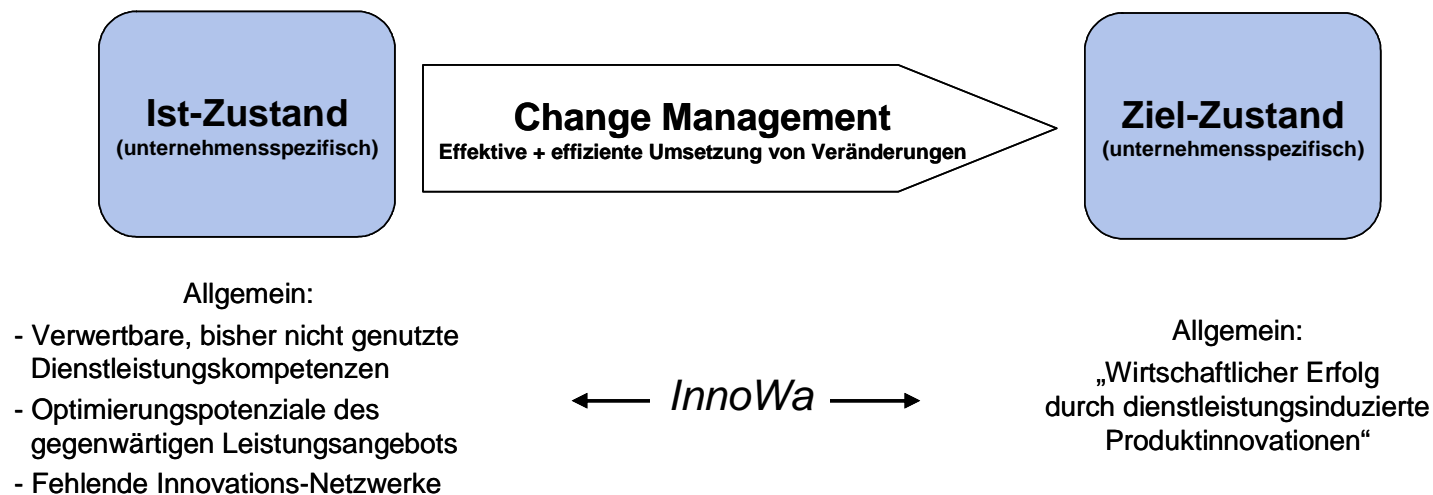 Ist-Zustand
(unternehmensspezifisch)
Change Management
Effektive + effiziente Umsetzung von Veränderungen
Ziel-Zustand
(unternehmensspezifisch)
Allgemein:
- Verwertbare, bisher nicht genutzte
Dienstleistungskompetenzen
- Optimierungspotenziale des
gegenwärtigen Leistungsangebots
- Fehlende Innovations-Netzwerke
InnoWa
Allgemein:
„Wirtschaftlicher Erfolg
durch dienstleistungsinduzierte
Produktinnovationen“